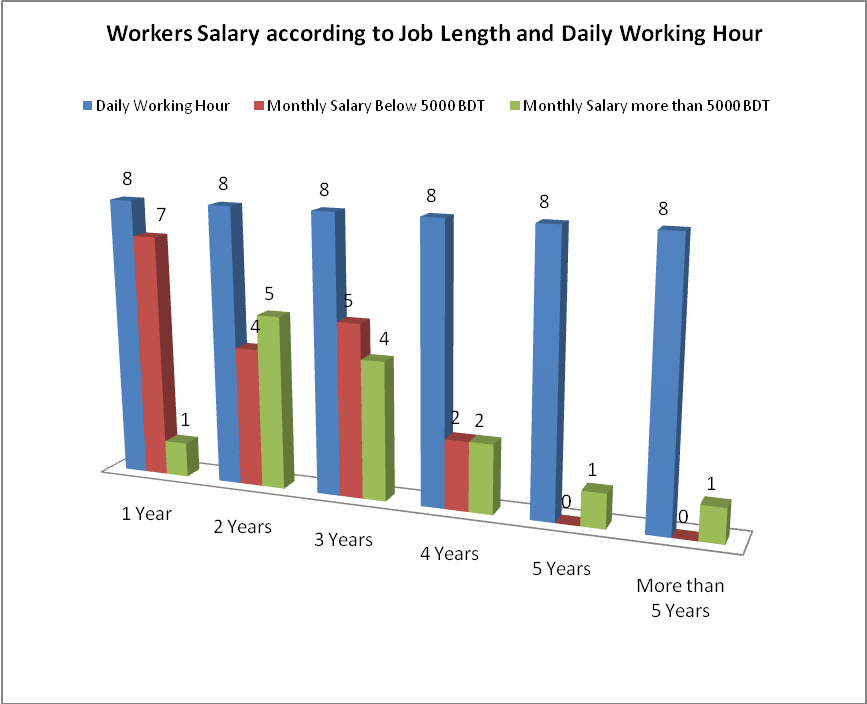 Workers Salary according to Job Length and Daily Working Hour
Daily Working Hour Monthly Salary Below 5000 BDT Monthly Salary more than 5000 BDT
8 7 1
8 4 5
8 5 4
8 2 2
8 0 1
8 0 1
1 Year
2 Years
3 Years
4 Years
5 Years
More than
5 Years